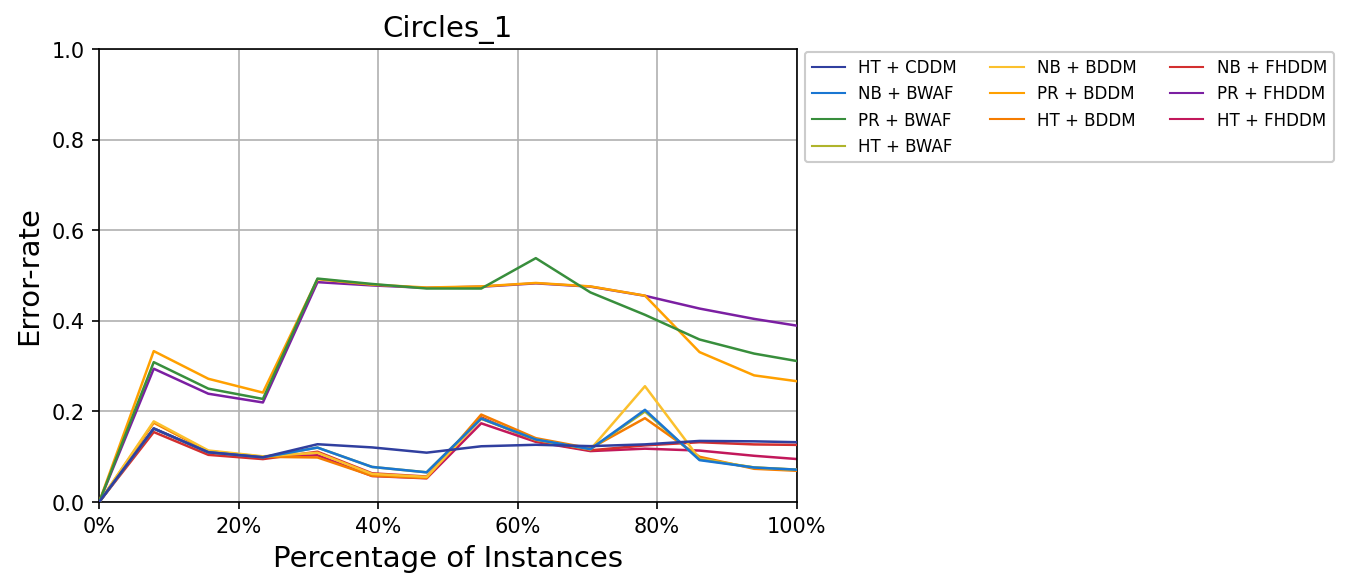 Circles_1
1.0
0.8
0.6
0.4
0.2
0.0
Error-rate
0% 20% 40% 60% 80% 100%
Percentage of Instances
HT + CDDM NB + BDDM NB + FHDDM
NB + BWAF PR + BDDM PR + FHDDM
PR + BWAF HT + BDDM HT + FHDDM
HT + BWAF